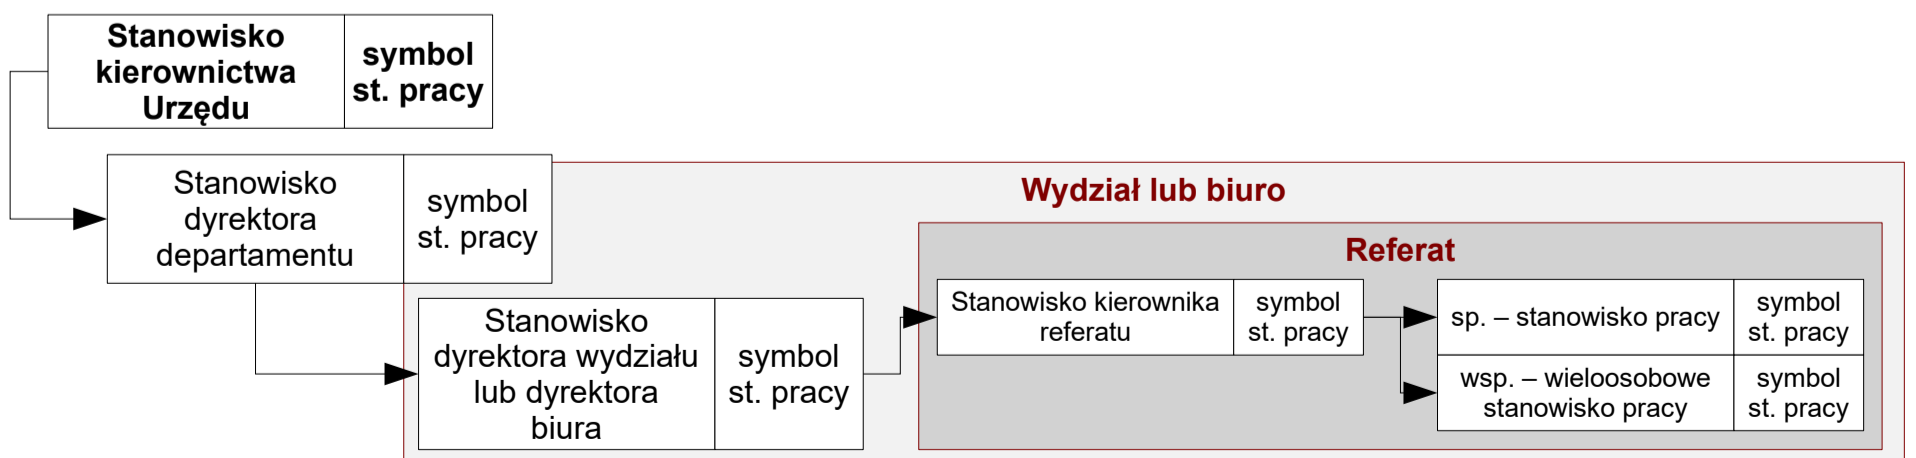 Stanowisko
kierownictwa
Urzędu
symbol
st. pracy
Stanowisko
dyrektora
departamentu
symbol
st. pracy
Wydział lub biuro
Stanowisko
dyrektora wydziału
lub dyrektora
biura
symbol
st. pracy
Referat
Stanowisko kierownika
referatu
symbol
st. pracy
sp. – stanowisko pracy
symbol
st. pracy
wsp. – wieloosobowe
stanowisko pracy
symbol
st. pracy